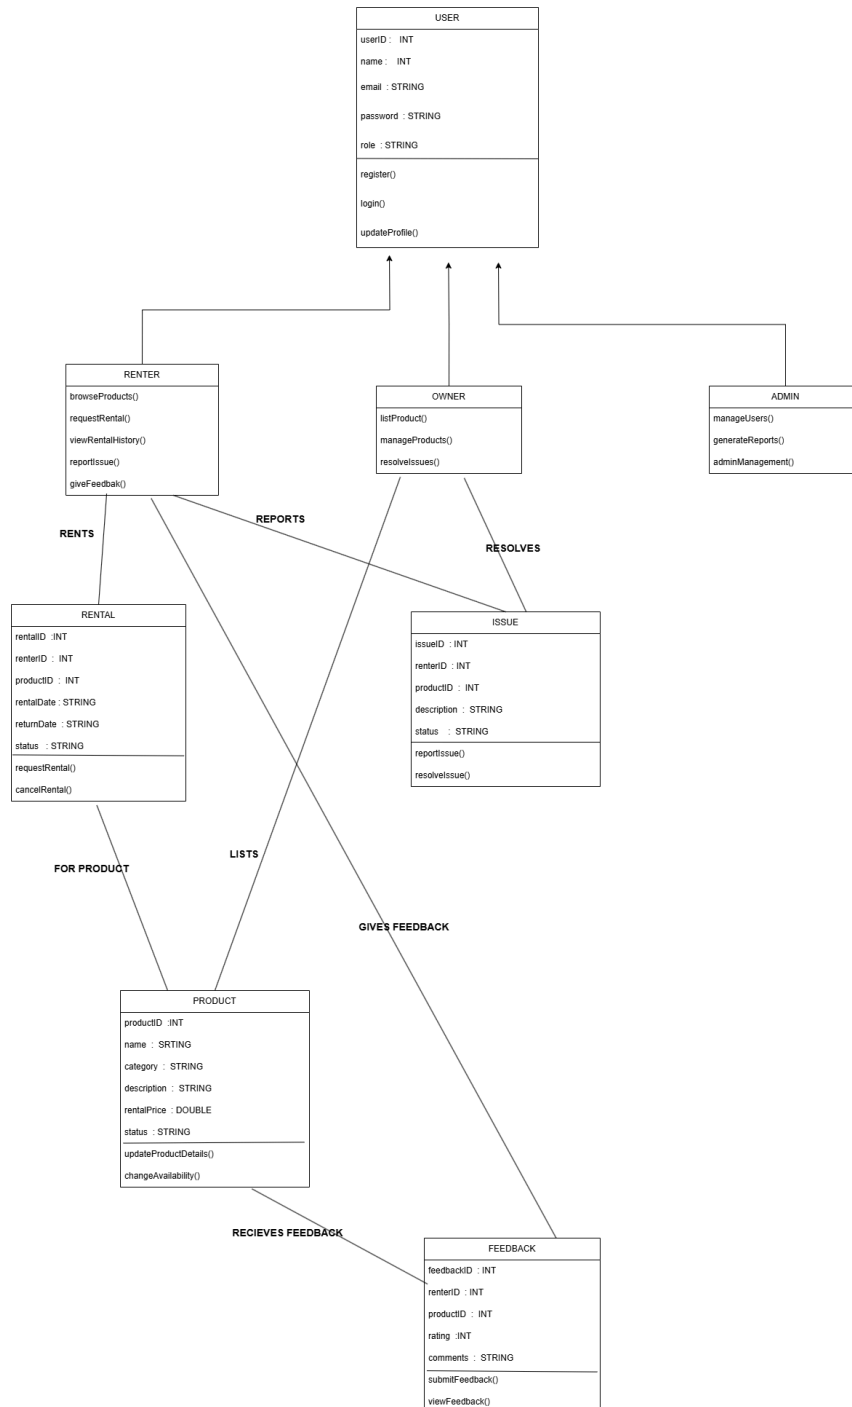 USER
userID : INT
name : INT
email : STRING
password : STRING
role : STRING
register()
login()
updateProfile()
RENTER
browseProducts()
requestRental()
viewRentalHistory()
reportIssue()
giveFeedbak()
OWNER
listProduct()
manageProducts()
resolveIssues()
ADMIN
manageUsers()
generateReports()
adminManagement()
RENTS
REPORTS
RESOLVES
RENTAL
rentalID :INT
renterID : INT
productID : INT
rentalDate : STRING
returnDate : STRING
status : STRING
requestRental()
cancelRental()
ISSUE
issueID : INT
renterID : INT
productID : INT
description : STRING
status : STRING
reportIssue()
resolveIssue()
FOR PRODUCT
LISTS
GIVES FEEDBACK
PRODUCT
productID :INT
name : SRTING
category : STRING
description : STRING
rentalPrice : DOUBLE
status : STRING
updateProductDetails()
changeAvailability()
RECIEVES FEEDBACK
FEEDBACK
feedbackID : INT
renterID : INT
productID : INT
rating :INT
comments : STRING
submitFeedback()
viewFeedback()